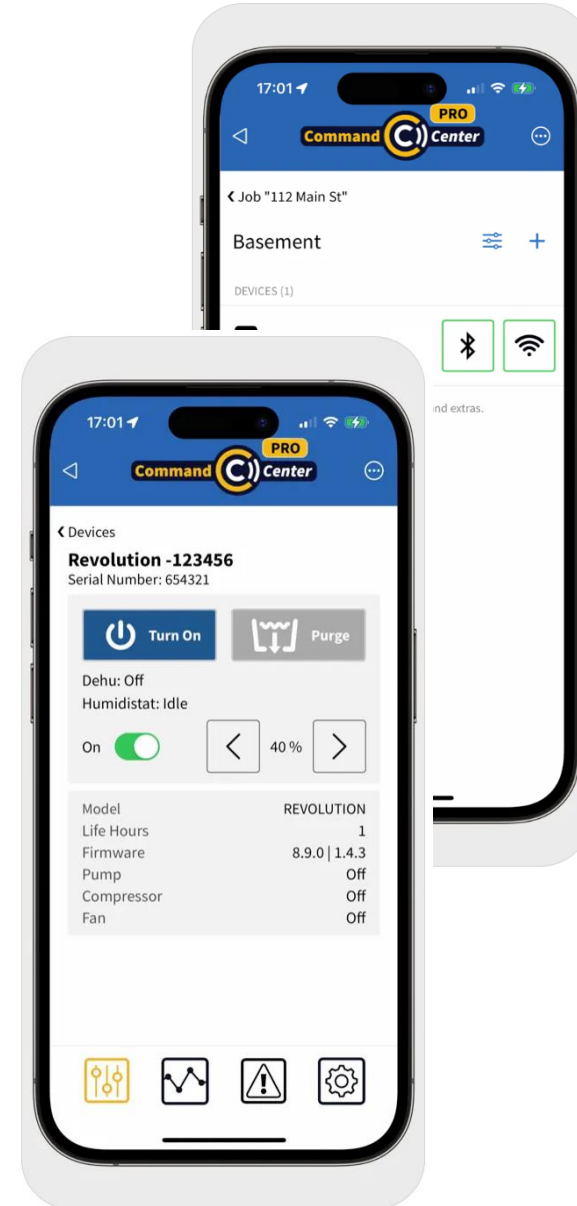 17:01
PRO
Command C Center
Job "112 Main St"
Basement
DEVICES (1)
nd extras.
17:01
PRO
Command C Center
Devices
Revolution -123456
Serial Number: 654321
Turn On
Purge
Dehu: Off
Humidistat: Idle
On
40 %
Model REVOLUTION
Life Hours 1
Firmware 8.9.0 | 1.4.3
Pump Off
Compressor Off
Fan Off